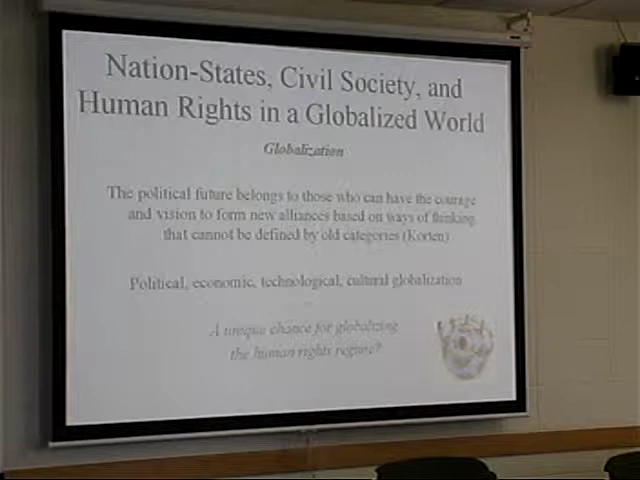 Nation-States, Civil Society, and
Human Rights in a Globalized World
Globalization
The political future belongs to those who can have the courage
and vision to form new alliances based on ways of thinking
that cannot be defined by old categories (Korten)
Political, economic, technological, cultural globalization
A unique chance for globalizing
the human rights regime?